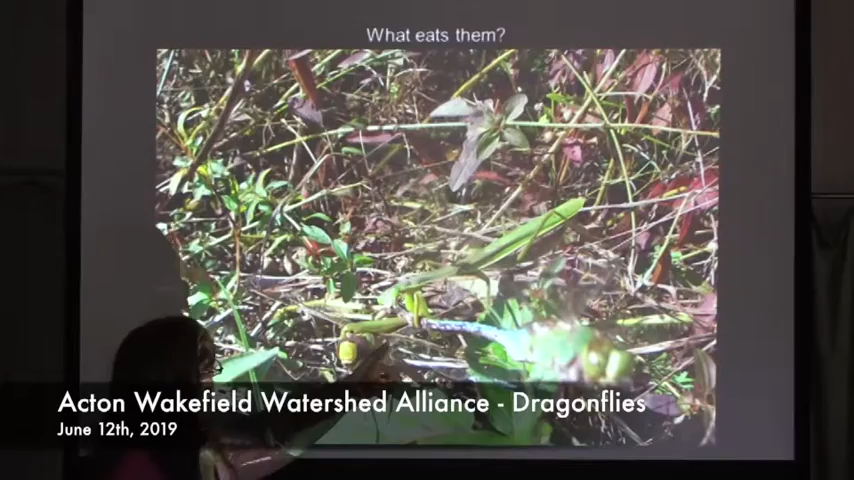 What eats them?
Acton Wakefield Watershed Alliance - Dragonflies
June 12th, 2019